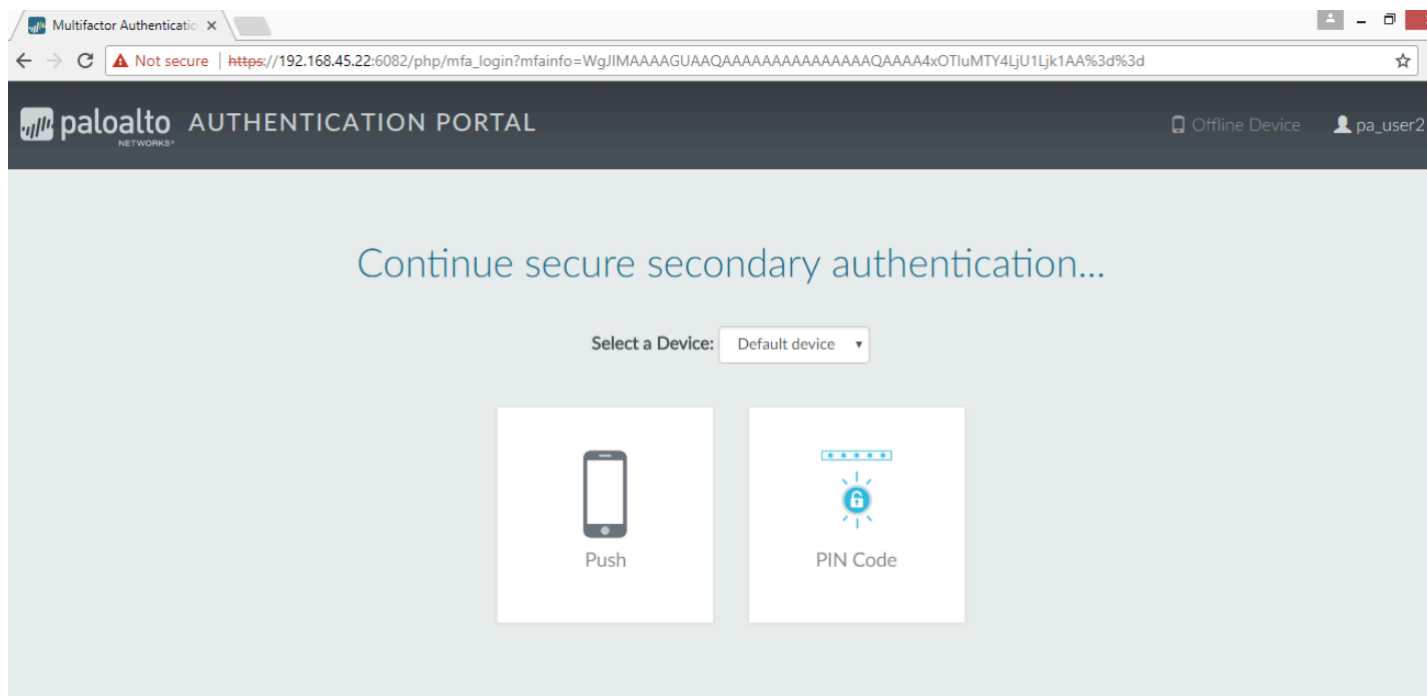 Multifactor Authenticatio
Not secure | https://192.168.45.22:6082/php/mfa_login?mfainfo=WgJIMAAAAGUAAQAAAAAAAAAAAAAAAQAAAA4xOTIuMTY4LjU1Ljk1AA%3d%3d
paloalto NETWORKS AUTHENTICATION PORTAL Offline Device pa_user2
Continue secure secondary authentication...
Select a Device: Default device
Push PIN Code